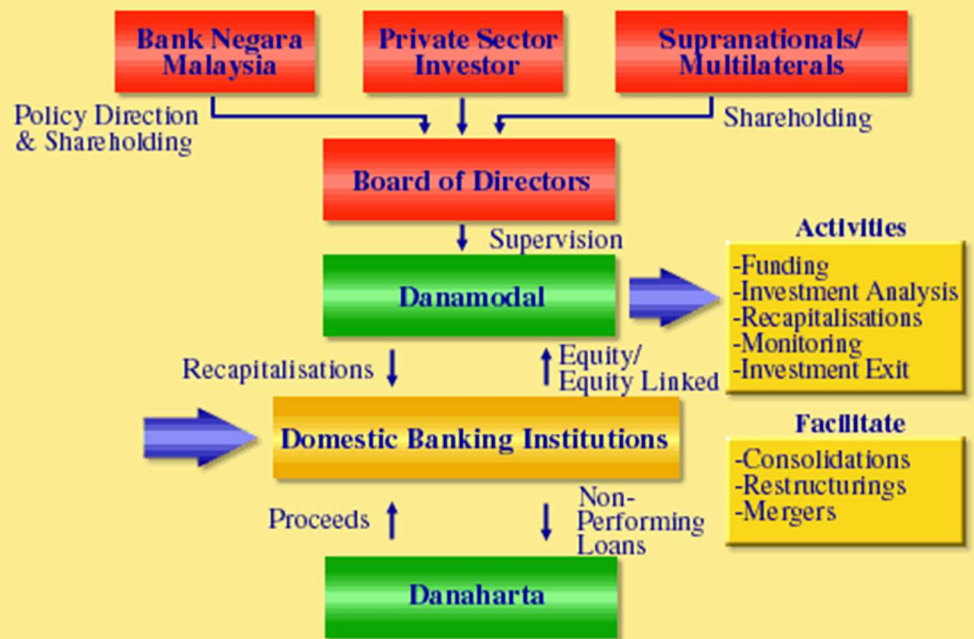 Bank Negara
Malaysia
Private Sector
Investor
Supranationals/
Multilaterals
Policy Direction
& Shareholding
Shareholding
Board of Directors
Supervision
Danamodal
Activities
-Funding
-Investment Analysis
-Recapitalisations
-Monitoring
-Investment Exit
Recapitalisations
Equity/
Equity Linked
Domestic Banking Institutions
Facilitate
-Consolidations
-Restructurings
-Mergers
Proceeds
Non-
Performing
Loans
Danaharta